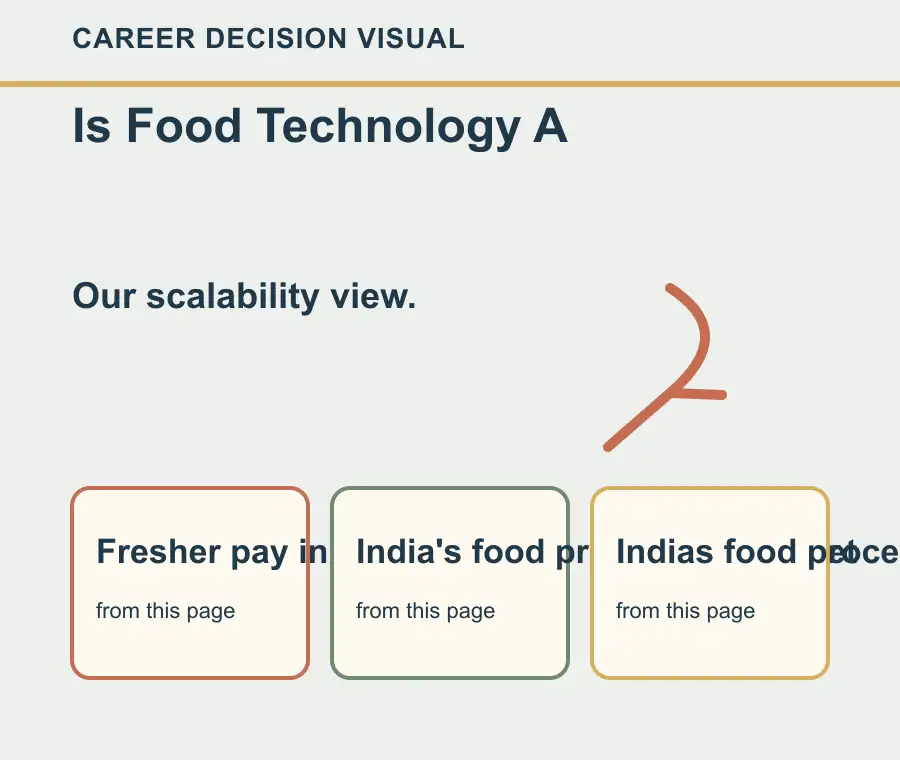 CAREER DECISION VISUAL
Is Food Technology A
Our scalability view.
Fresher pay in
from this page
India's food pr
from this page
Indias food
from this page